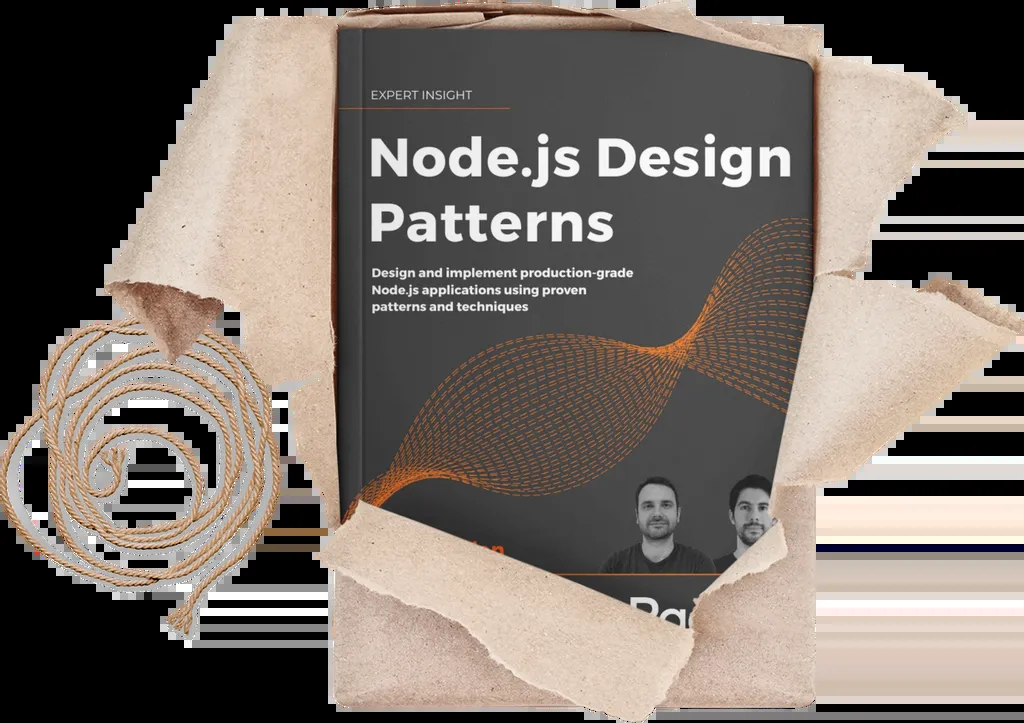 EXPERT INSIGHT
Node.js Design
Patterns
Design and implement production-grade
Node.js applications using proven
patterns and techniques